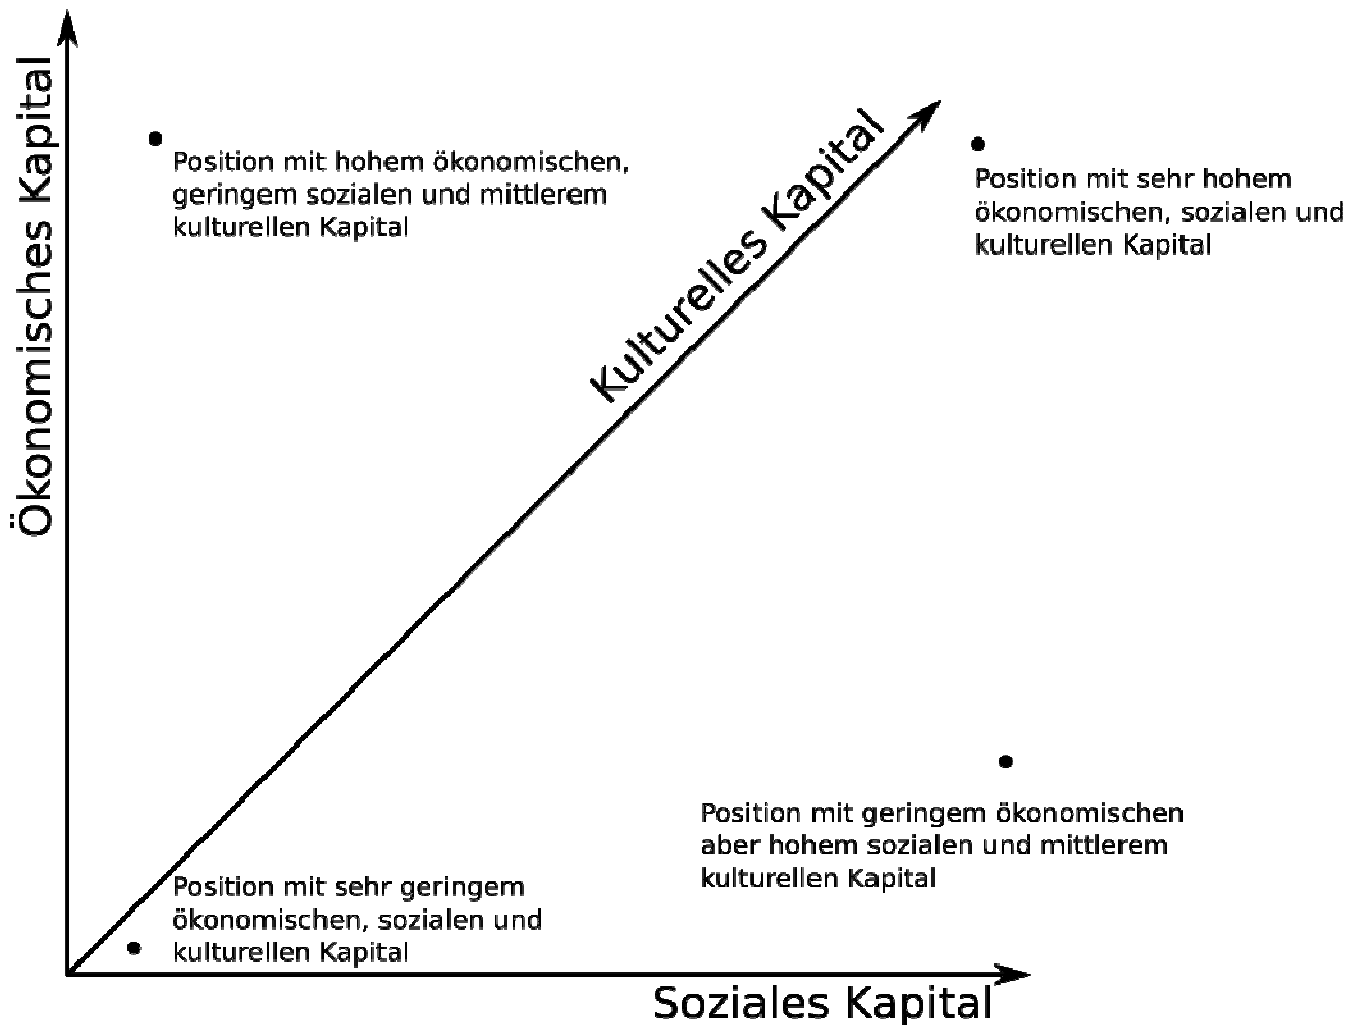 Ökonomisches Kapital
Position mit hohem ökonomischen,
geringem sozialen und mittlerem
kulturellen Kapital
Kulturelles Kapital
Position mit sehr hohem
ökonomischen, sozialen und
kulturellen Kapital
Position mit geringem ökonomischen
aber hohem sozialen und mittlerem
kulturellen Kapital
Position mit sehr geringem
ökonomischen, sozialen und
kulturellen Kapital
Soziales Kapital